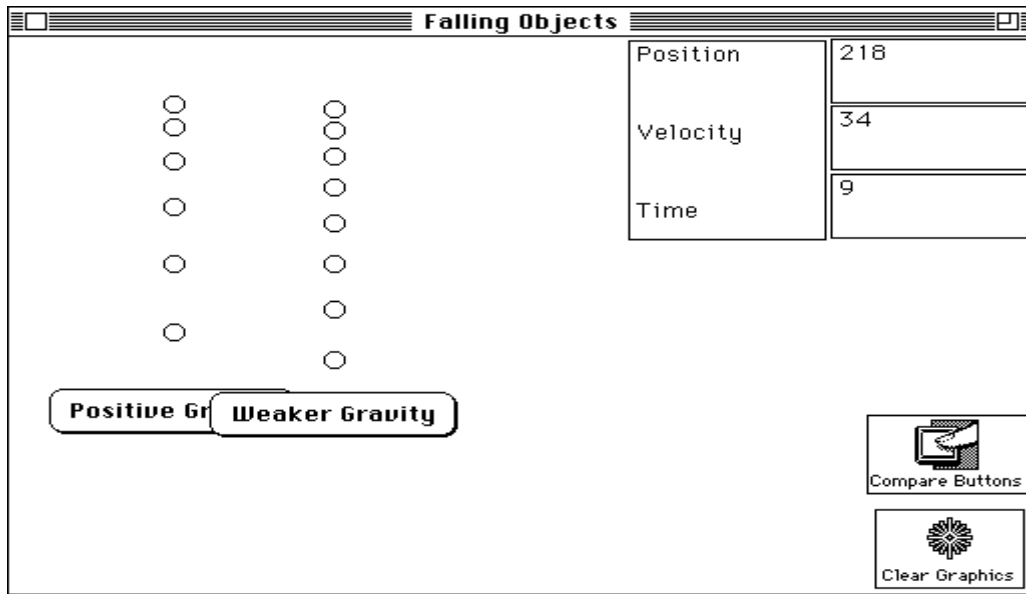 Falling Objects
Position
218
Velocity
34
Time
9
Positive Gr
Weaker Gravity
Compare Buttons
Clear Graphics